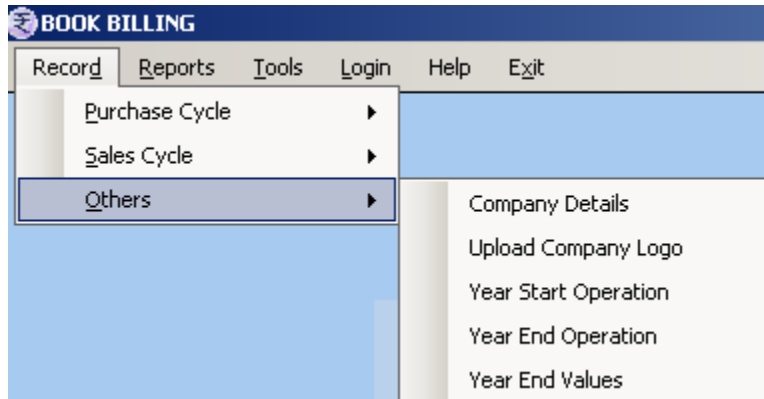 BOOK BILLING
Record Reports Tools Login Help Exit
Purchase Cycle
Sales Cycle
Others
Company Details
Upload Company Logo
Year Start Operation
Year End Operation
Year End Values